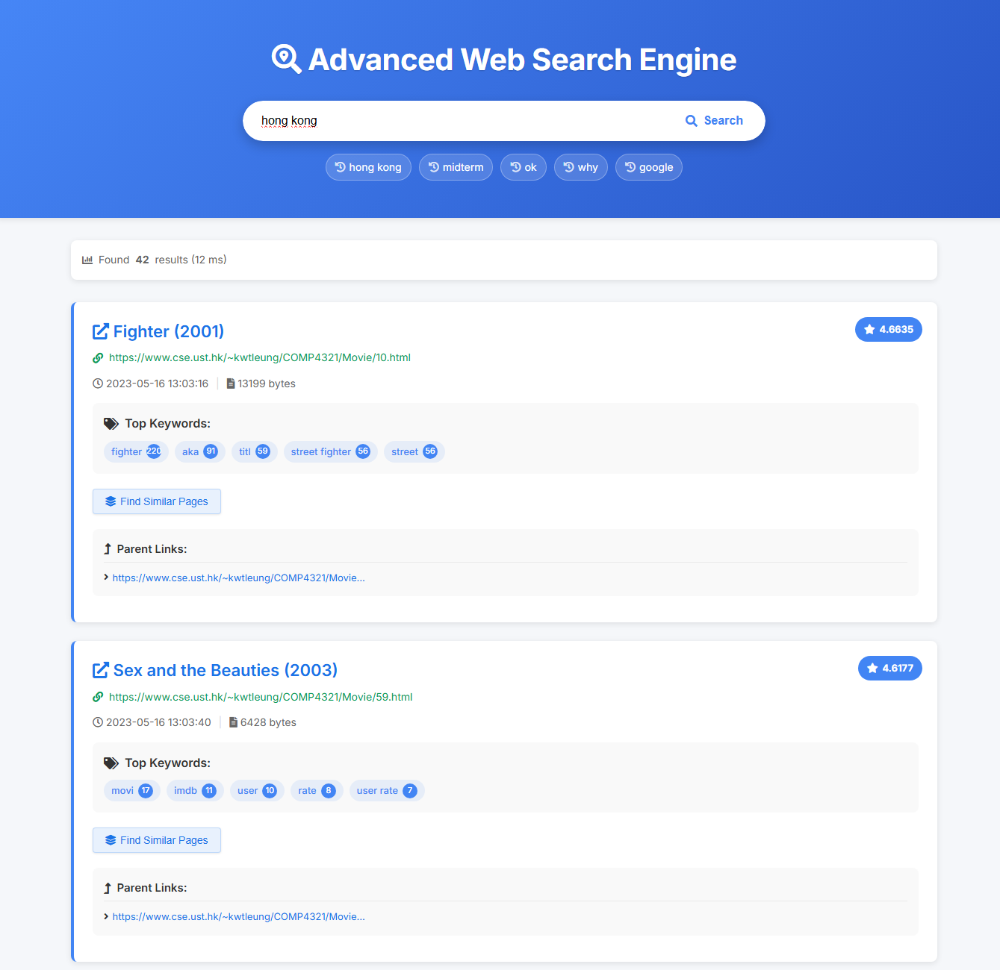 Advanced Web Search Engine
hong kong Search
hong kong midterm ok why google
Found 42 results (12 ms)
Fighter (2001) 4.6635
https://www.cse.ust.hk/~kwtleung/COMP4321/Movie/10.html
2023-05-16 13:03:16 | 13199 bytes
Top Keywords:
fighter 220 aka 91 titl 59 street fighter 56 street 56
Find Similar Pages
Parent Links:
https://www.cse.ust.hk/~kwtleung/COMP4321/Movie...
Sex and the Beauties (2003) 4.6177
https://www.cse.ust.hk/~kwtleung/COMP4321/Movie/59.html
2023-05-16 13:03:40 | 6428 bytes
Top Keywords:
movi 17 imdb 11 user 10 rate 8 user rate 7
Find Similar Pages
Parent Links:
https://www.cse.ust.hk/~kwtleung/COMP4321/Movie...